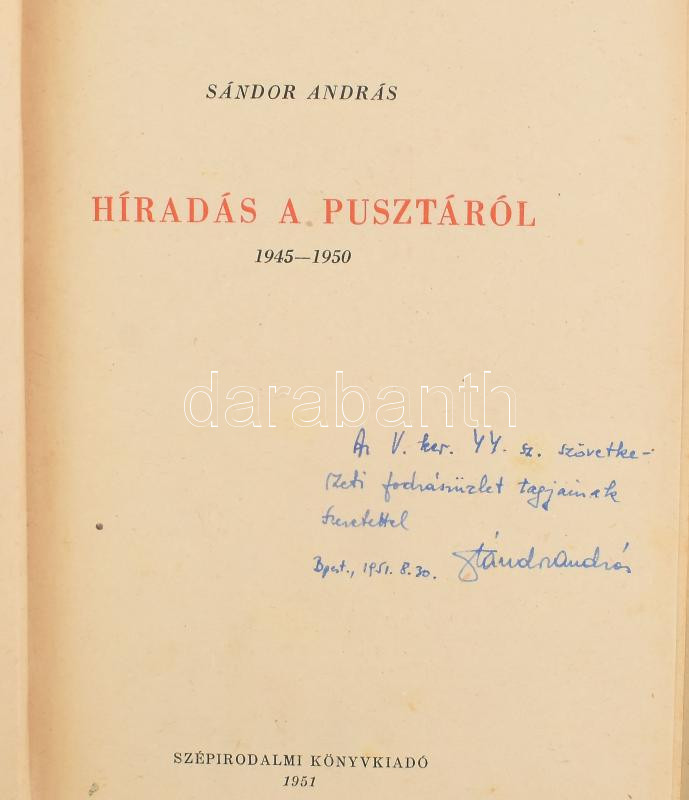 SÁNDOR ANDRÁS
HÍRADÁS A PUSZTÁRÓL
1945—1950
darabanth
Az V. ker. 44. sz. szövetke-
zeti fodrászüzlet tagjainak
szeretettel
Bpest., 1951. 8. 30. Sándor András
SZÉPIRODALMI KÖNYVKIADÓ
1951